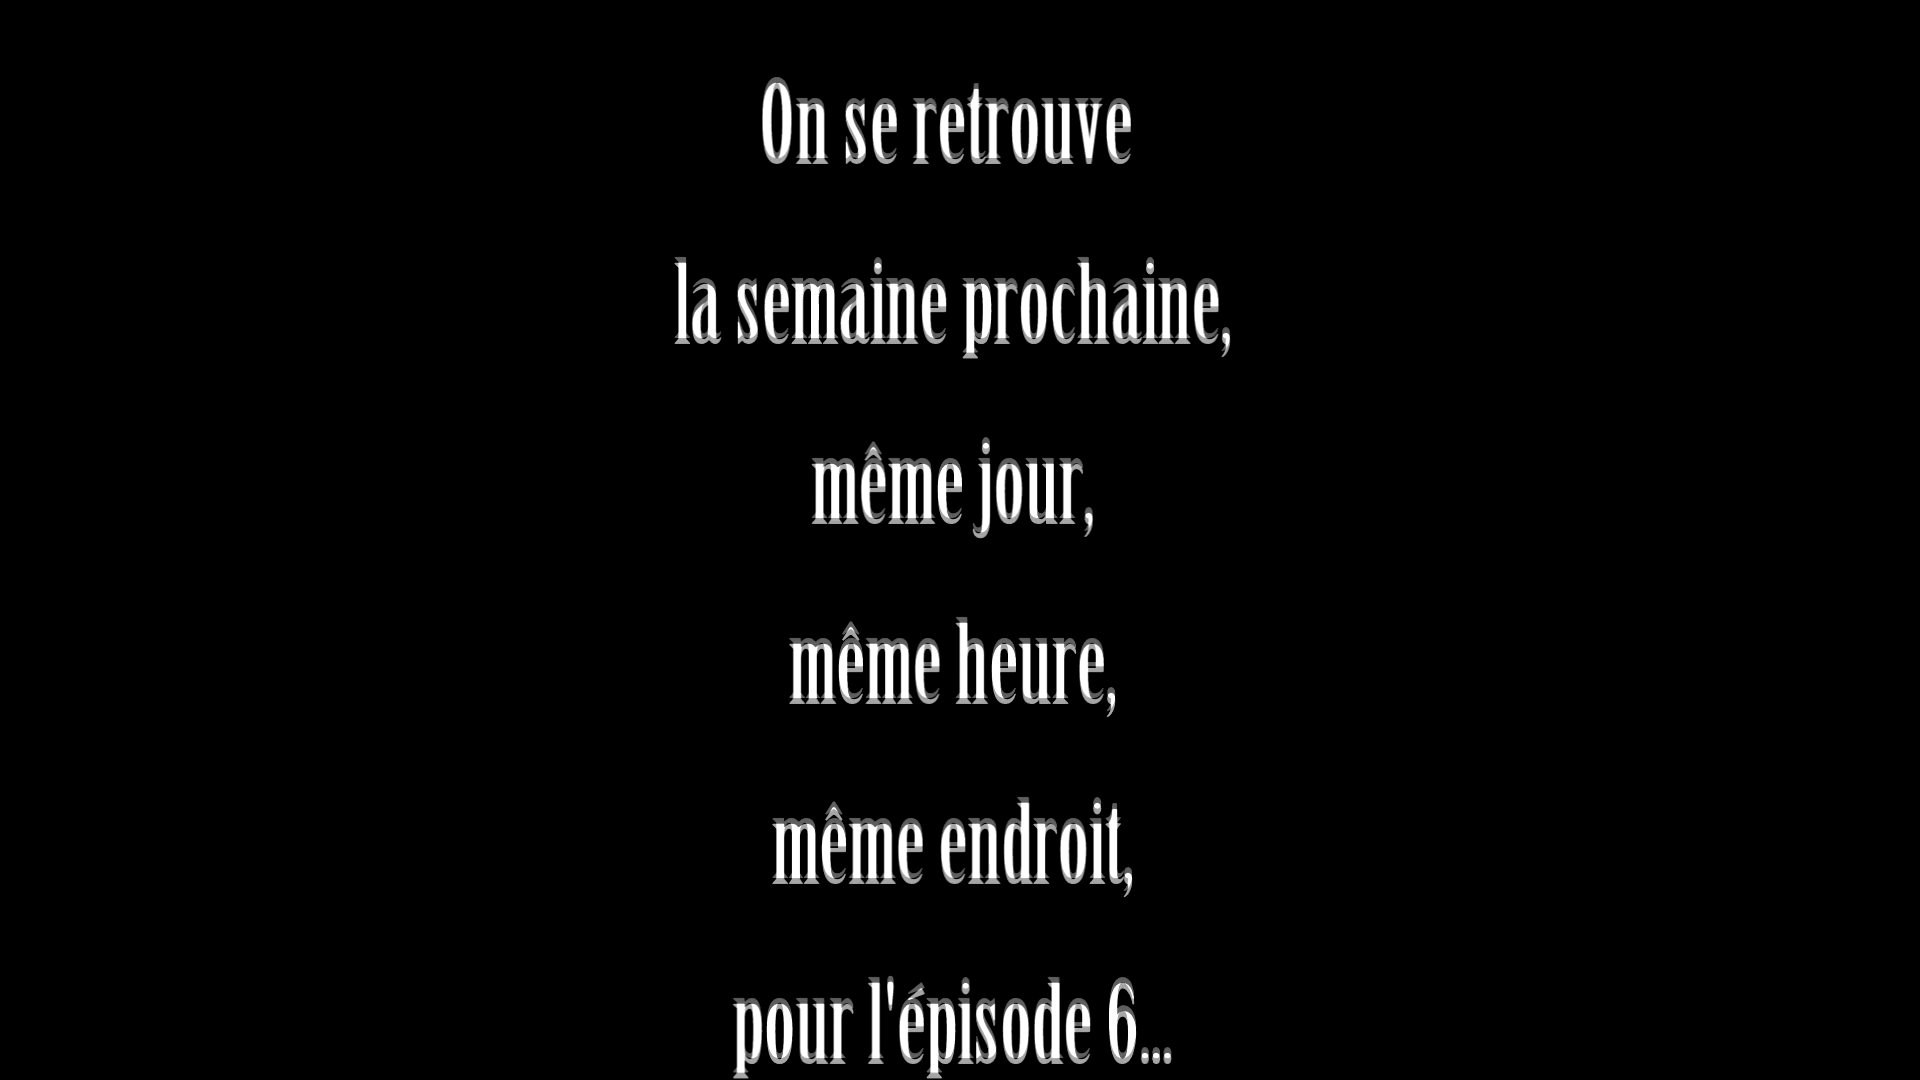 On se retrouve
la semaine prochaine,
même jour,
même heure,
même endroit,
pour l'épisode 6...